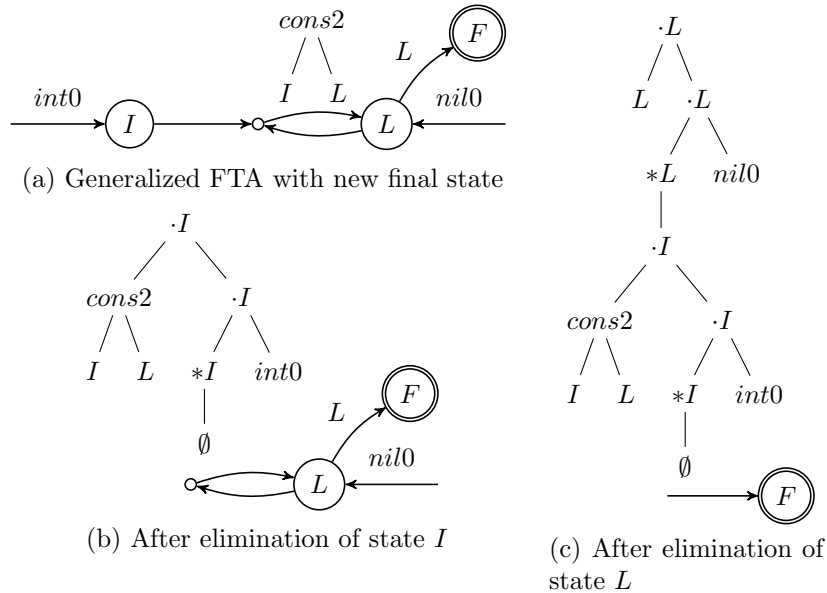 cons2
F
L
int0
I
L
nil0
I
L
(a) Generalized FTA with new final state
·I
cons2
·I
I
L
*I
int0
∅
F
L
nil0
L
(b) After elimination of state I
·L
L
·L
*L
nil0
·I
cons2
·I
I
L
*I
int0
∅
F
(c) After elimination of
state L